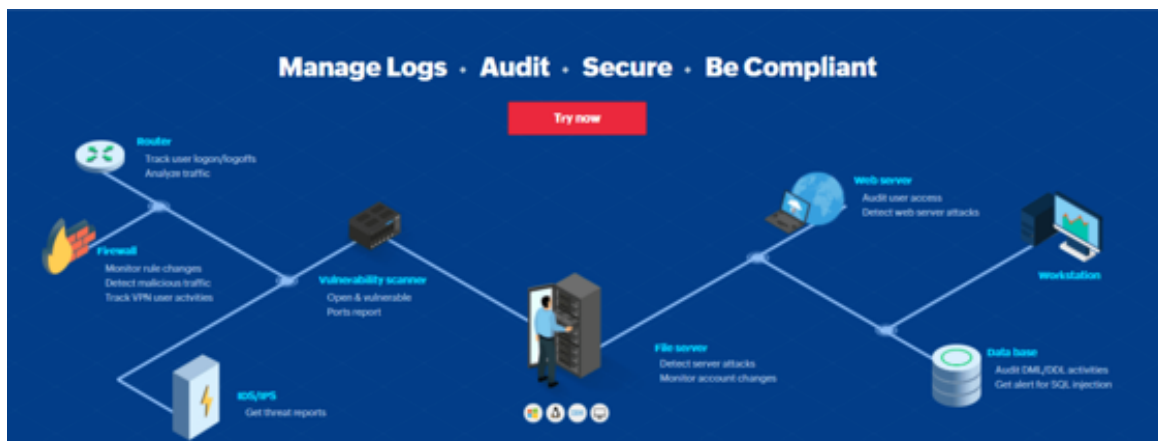 Manage Logs • Audit • Secure • Be Compliant
Try now
Router
Track user logon/logoffs
Analyze traffic
Firewall
Monitor rule changes
Detect malicious traffic
Track VPN user activities
Vulnerability scanner
Open & vulnerable
Ports report
IDS/IPS
Get threat reports
File server
Detect server attacks
Monitor account changes
Web server
Audit user access
Detect web server attacks
Workstation
Data base
Audit DML/DDL activities
Get alert for SQL injection